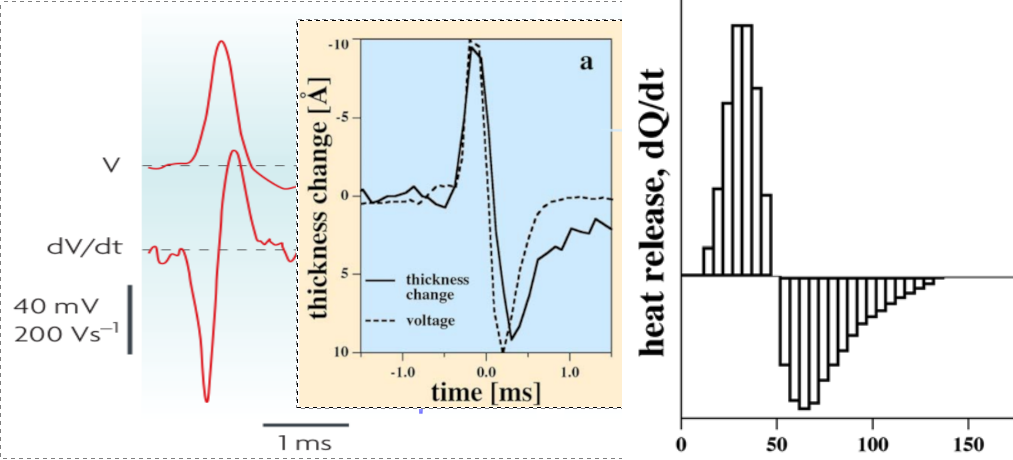 V
dV/dt
40 mV
200 Vs⁻¹
1 ms
a
thickness change [Å]
-10
-5
0
5
10
thickness
change
voltage
-1.0
0.0
1.0
time [ms]
heat release, dQ/dt
0
50
100
150